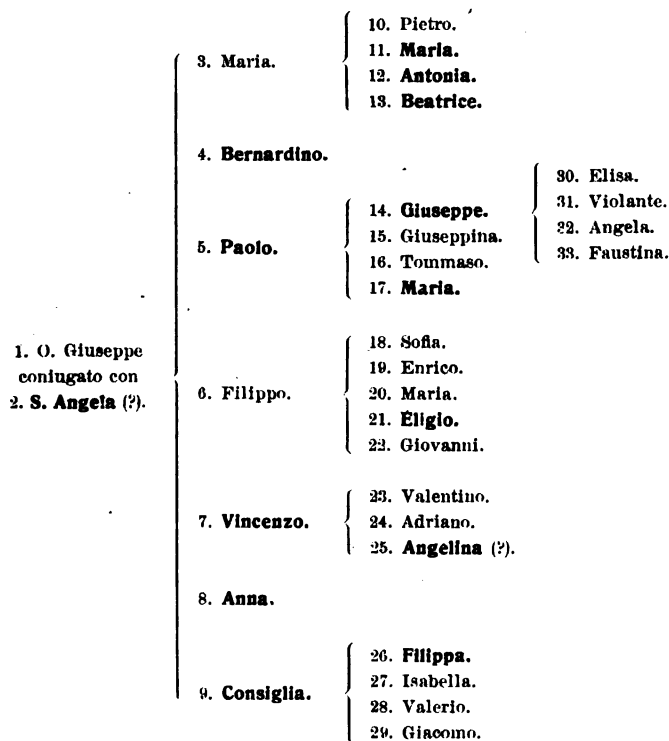 1. O. Giuseppe
coniugato con
2. S. Angela (?).
3. Maria.
4. Bernardino.
5. Paolo.
6. Filippo.
7. Vincenzo.
8. Anna.
9. Consiglia.
10. Pietro.
11. Maria.
12. Antonia.
13. Beatrice.
14. Giuseppe.
15. Giuseppina.
16. Tommaso.
17. Maria.
18. Sofia.
19. Enrico.
20. Maria.
21. Éligio.
22. Giovanni.
23. Valentino.
24. Adriano.
25. Angelina (?).
26. Filippa.
27. Isabella.
28. Valerio.
29. Giacomo.
30. Elisa.
31. Violante.
32. Angela.
33. Faustina.